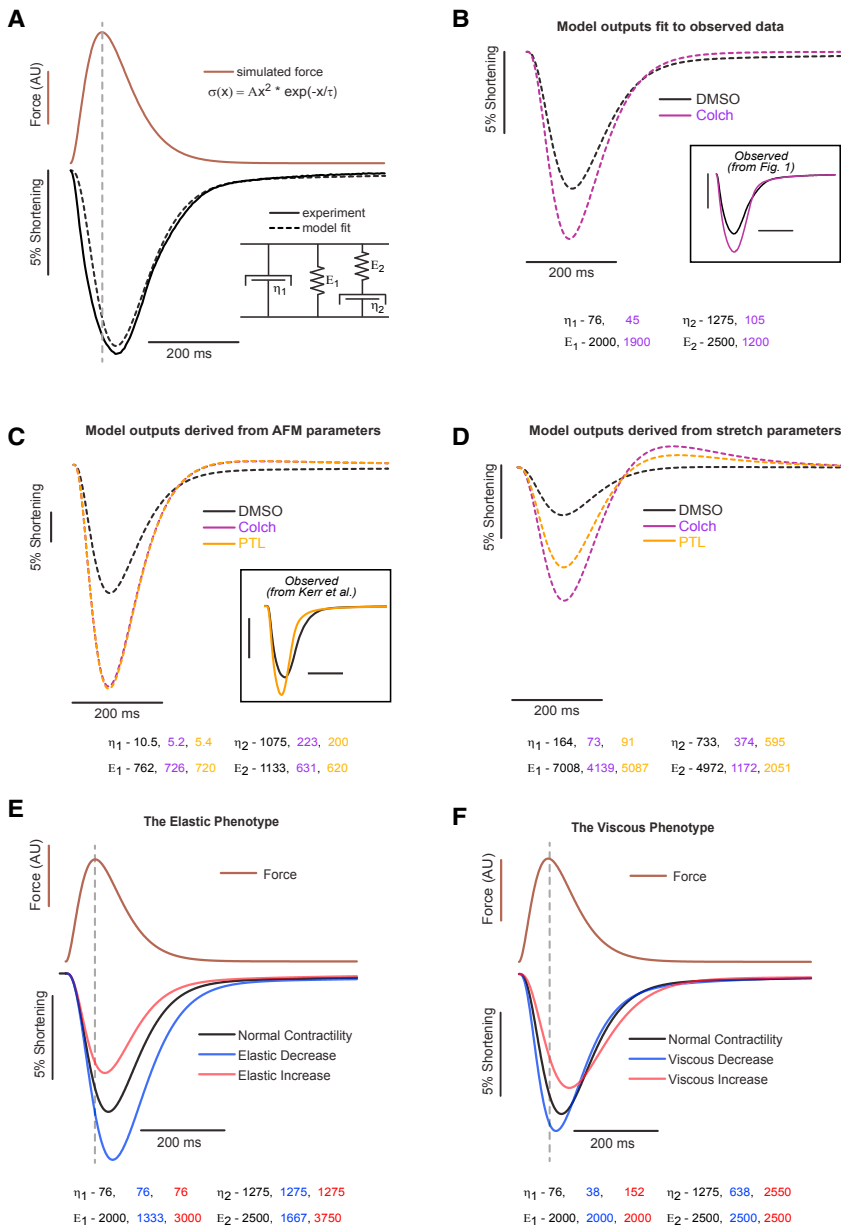 A
Force (AU)
simulated force
σ(x) = Ax² * exp(-x/τ)
5% Shortening
experiment
model fit
η₁
E₁
E₂
η₂
200 ms
B
Model outputs fit to observed data
5% Shortening
DMSO
Colch
Observed
(from Fig. 1)
200 ms
η₁ - 76, 45 η₂ - 1275, 105
E₁ - 2000, 1900 E₂ - 2500, 1200
C
Model outputs derived from AFM parameters
5% Shortening
DMSO
Colch
PTL
Observed
(from Kerr et al.)
200 ms
η₁ - 10.5, 5.2, 5.4 η₂ - 1075, 223, 200
E₁ - 762, 726, 720 E₂ - 1133, 631, 620
D
Model outputs derived from stretch parameters
5% Shortening
DMSO
Colch
PTL
200 ms
η₁ - 164, 73, 91 η₂ - 733, 374, 595
E₁ - 7008, 4139, 5087 E₂ - 4972, 1172, 2051
E
The Elastic Phenotype
Force (AU)
Force
5% Shortening
Normal Contractility
Elastic Decrease
Elastic Increase
200 ms
η₁ - 76, 76, 76 η₂ - 1275, 1275, 1275
E₁ - 2000, 1333, 3000 E₂ - 2500, 1667, 3750
F
The Viscous Phenotype
Force (AU)
Force
5% Shortening
Normal Contractility
Viscous Decrease
Viscous Increase
200 ms
η₁ - 76, 38, 152 η₂ - 1275, 638, 2550
E₁ - 2000, 2000, 2000 E₂ - 2500, 2500, 2500